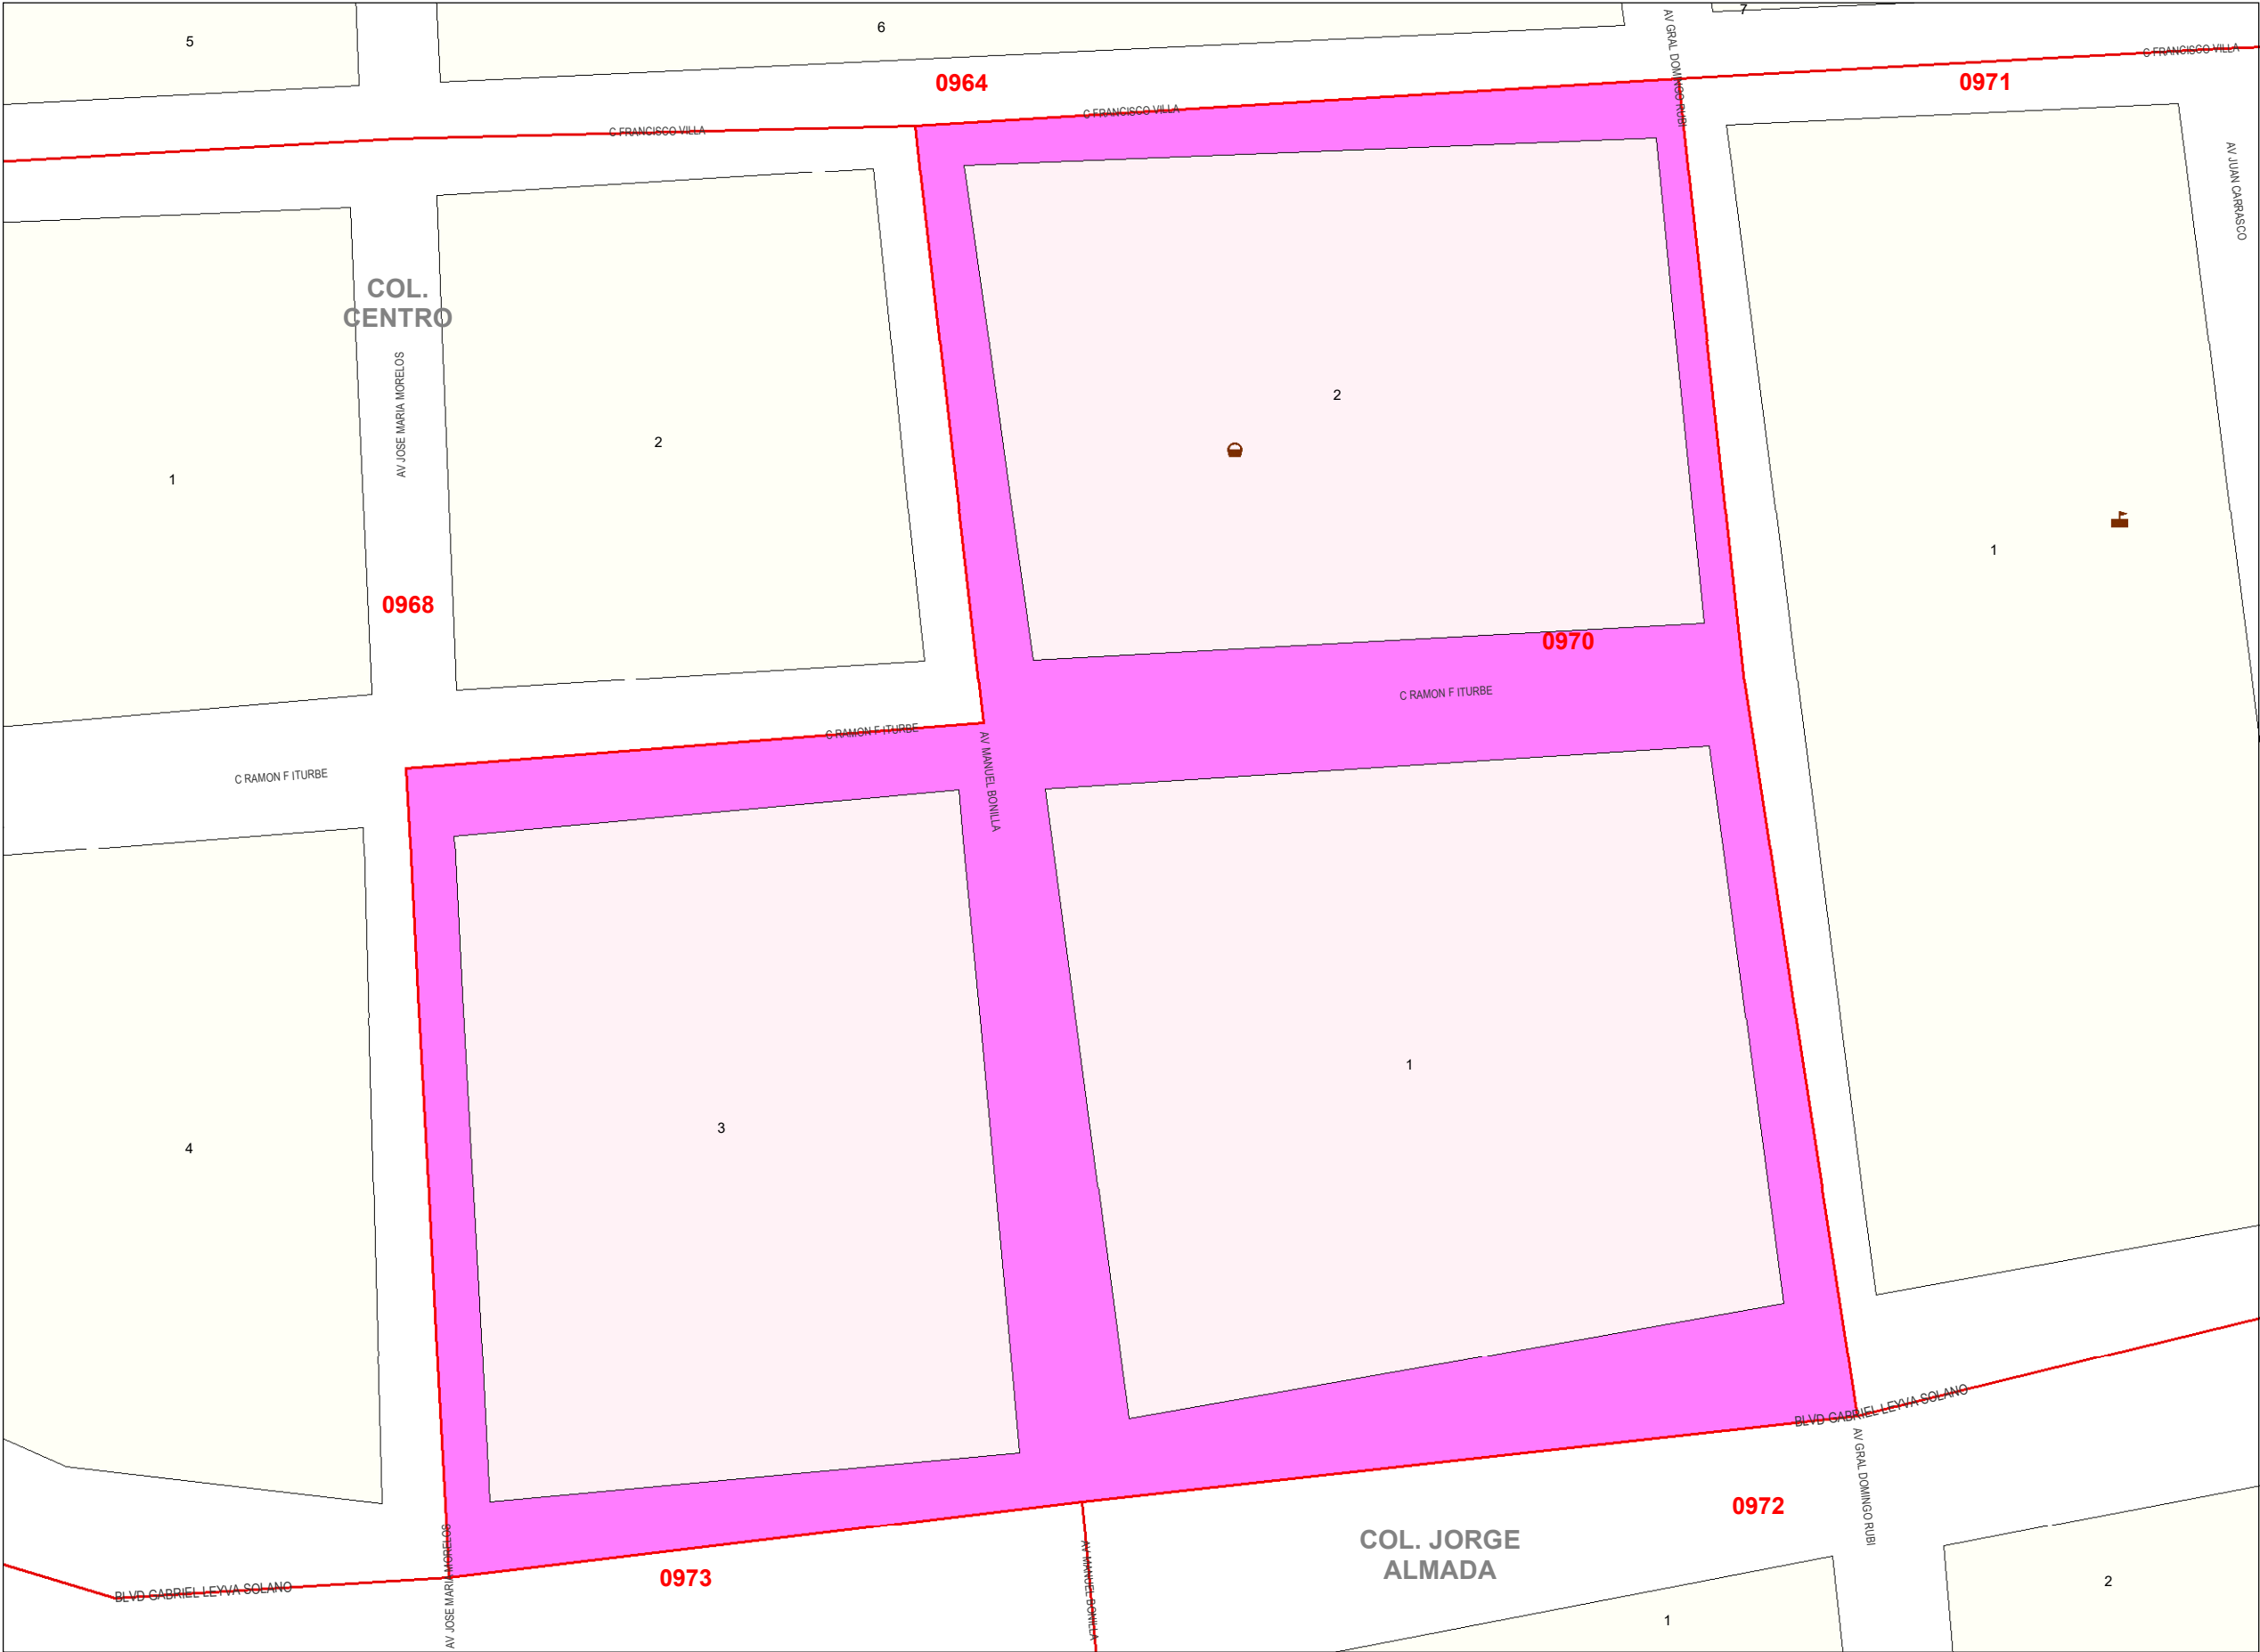 5
6
7
AV GRAL DOMINGO RUBI
C FRANCISCO VILLA
0964
0971
C FRANCISCO VILLA
C FRANCISCO VILLA
AV JUAN CARRASCO
COL.
CENTRO
AV JOSE MARIA MORELOS
2
2
1
1
0968
0970
C RAMON F ITURBE
C RAMON F ITURBE
AV MANUEL BONILLA
C RAMON F ITURBE
1
3
4
BLVD GABRIEL LEYVA SOLANO
AV GRAL DOMINGO RUBI
0972
COL. JORGE
ALMADA
AV JOSE MARIA MORELOS
AV MANUEL BONILLA
0973
BLVD GABRIEL LEYVA SOLANO
2
1